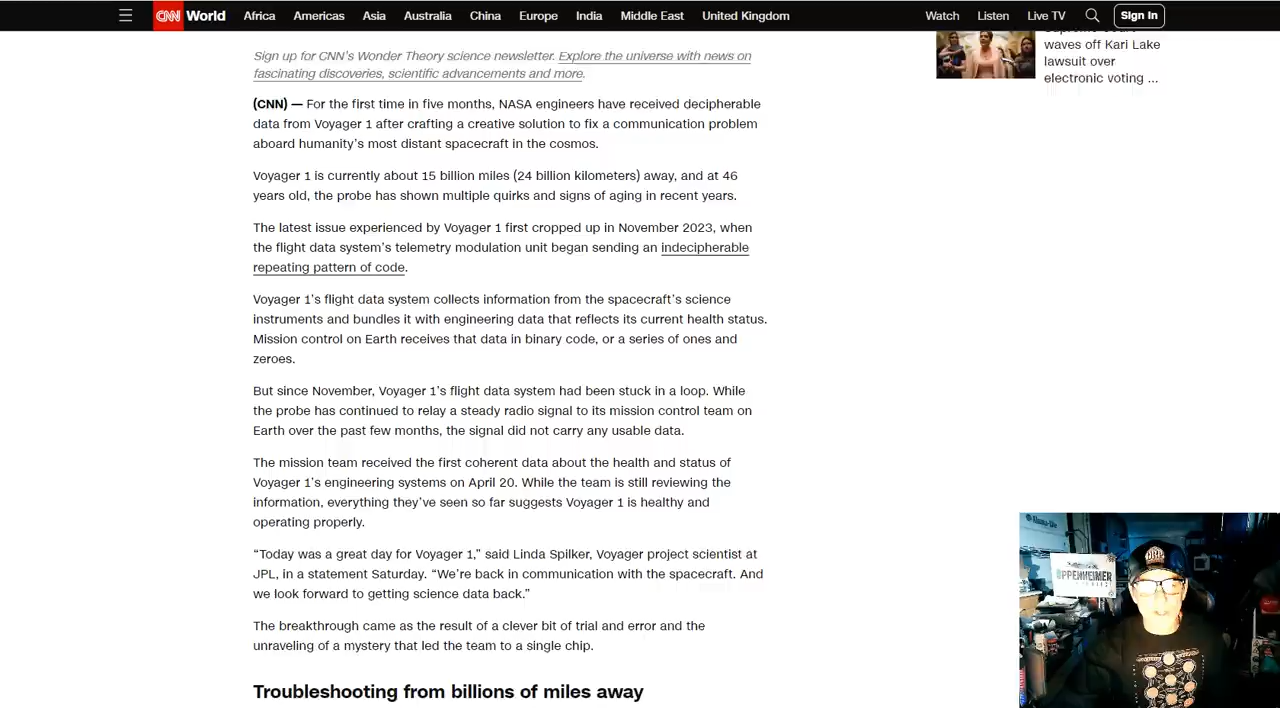 CNN World Africa Americas Asia Australia China Europe India Middle East United Kingdom Watch Listen Live TV Sign In
Sign up for CNN's Wonder Theory science newsletter. Explore the universe with news on
fascinating discoveries, scientific advancements and more.
(CNN) — For the first time in five months, NASA engineers have received decipherable
data from Voyager 1 after crafting a creative solution to fix a communication problem
aboard humanity's most distant spacecraft in the cosmos.
Voyager 1 is currently about 15 billion miles (24 billion kilometers) away, and at 46
years old, the probe has shown multiple quirks and signs of aging in recent years.
The latest issue experienced by Voyager 1 first cropped up in November 2023, when
the flight data system's telemetry modulation unit began sending an indecipherable
repeating pattern of code.
Voyager 1's flight data system collects information from the spacecraft's science
instruments and bundles it with engineering data that reflects its current health status.
Mission control on Earth receives that data in binary code, or a series of ones and
zeroes.
But since November, Voyager 1's flight data system had been stuck in a loop. While
the probe has continued to relay a steady radio signal to its mission control team on
Earth over the past few months, the signal did not carry any usable data.
The mission team received the first coherent data about the health and status of
Voyager 1's engineering systems on April 20. While the team is still reviewing the
information, everything they've seen so far suggests Voyager 1 is healthy and
operating properly.
“Today was a great day for Voyager 1,” said Linda Spilker, Voyager project scientist at
JPL, in a statement Saturday. “We're back in communication with the spacecraft. And
we look forward to getting science data back.”
The breakthrough came as the result of a clever bit of trial and error and the
unraveling of a mystery that led the team to a single chip.
Troubleshooting from billions of miles away
Supreme Court
waves off Kari Lake
lawsuit over
electronic voting ...
OPPENHEIMER